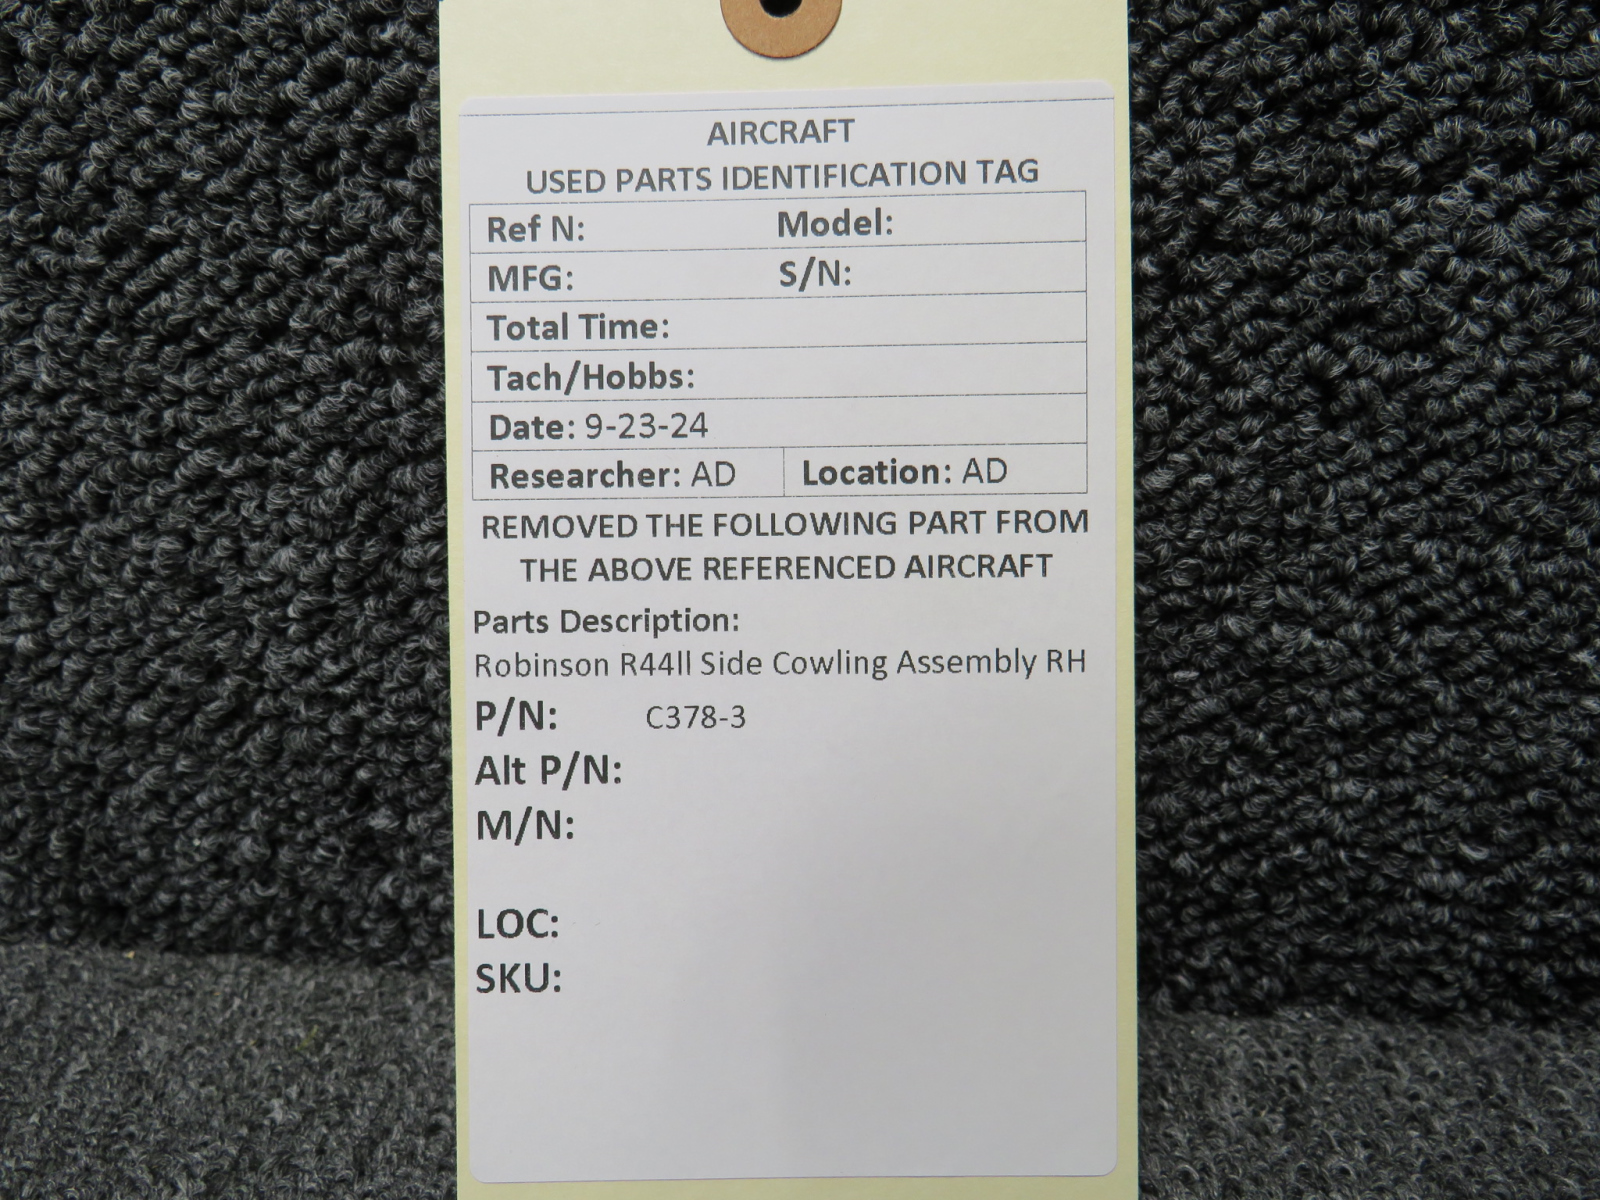 AIRCRAFT
USED PARTS IDENTIFICATION TAG
Ref N: Model:
MFG: S/N:
Total Time:
Tach/Hobbs:
Date: 9-23-24
Researcher: AD Location: AD
REMOVED THE FOLLOWING PART FROM
THE ABOVE REFERENCED AIRCRAFT
Parts Description:
Robinson R44ll Side Cowling Assembly RH
P/N: C378-3
Alt P/N:
M/N:
LOC:
SKU: